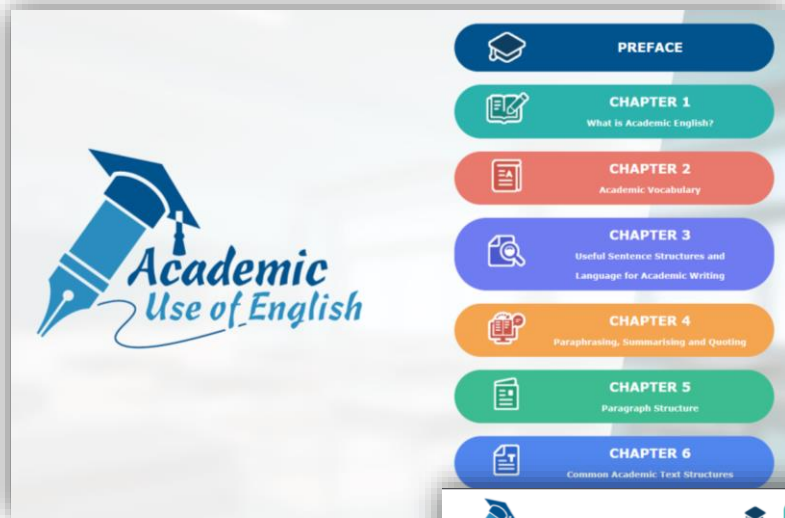 Academic
Use of English
PREFACE
CHAPTER 1
What is Academic English?
CHAPTER 2
Academic Vocabulary
CHAPTER 3
Useful Sentence Structures and
Language for Academic Writing
CHAPTER 4
Paraphrasing, Summarising and Quoting
CHAPTER 5
Paragraph Structure
CHAPTER 6
Common Academic Text Structures